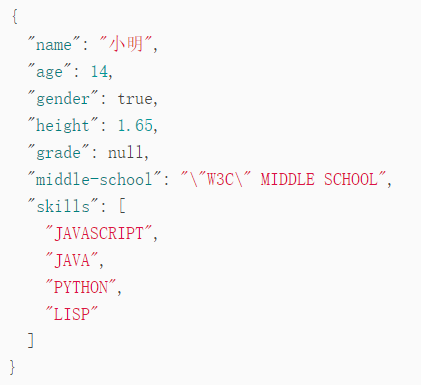 {
  "name": "小明",
  "age": 14,
  "gender": true,
  "height": 1.65,
  "grade": null,
  "middle-school": "\"W3C\" MIDDLE SCHOOL",
  "skills": [
    "JAVASCRIPT",
    "JAVA",
    "PYTHON",
    "LISP"
  ]
}